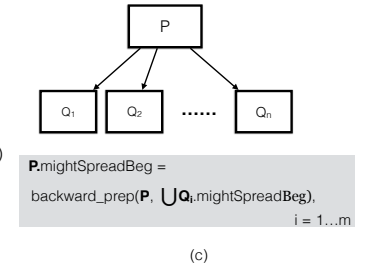 P
Q1 Q2 ...... Qn
)
P.mightSpreadBeg =
backward_prep(P, ⋃Qi.mightSpreadBeg),
i = 1...m
(c)